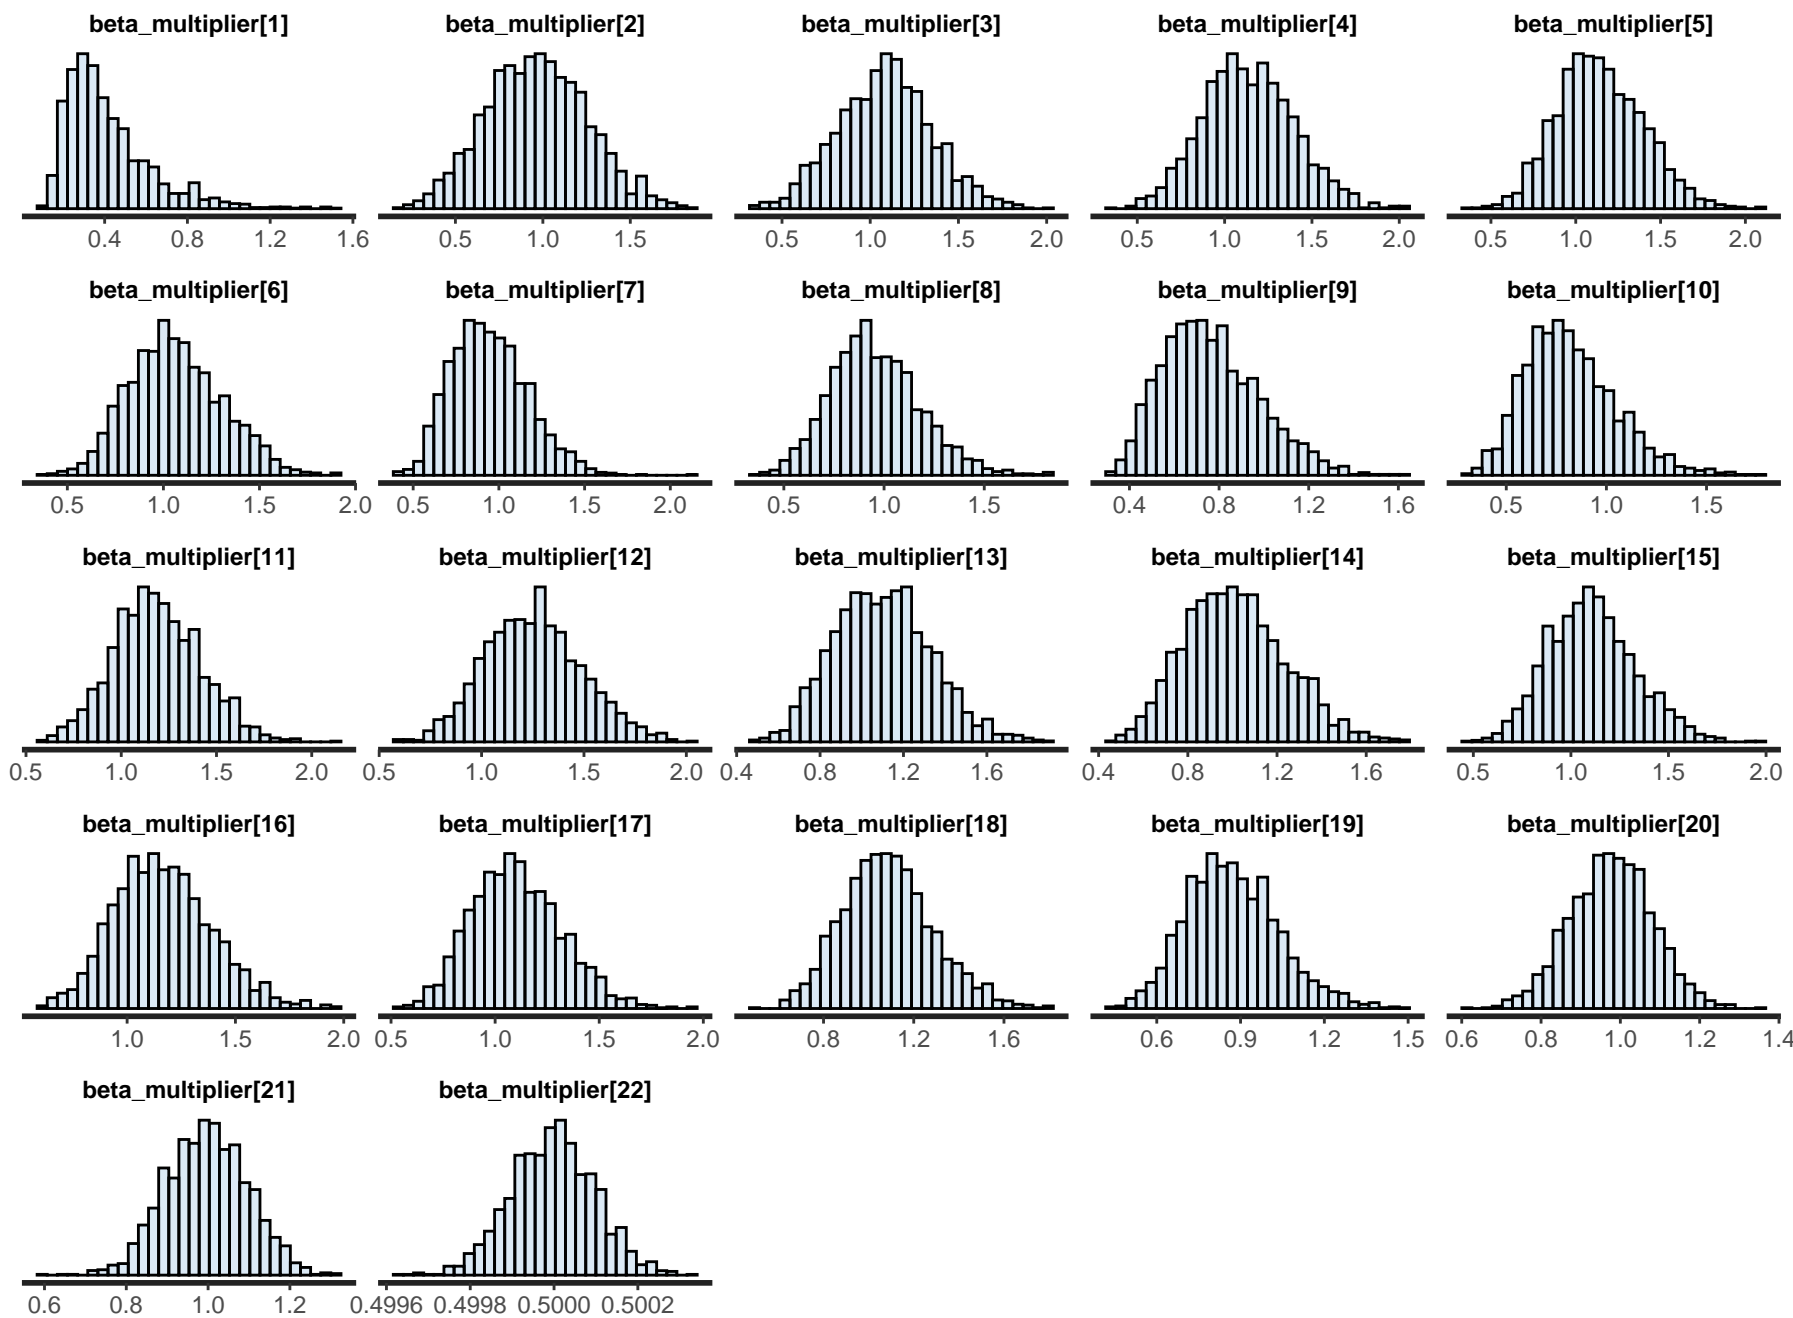 beta_multiplier[1] beta_multiplier[2] beta_multiplier[3] beta_multiplier[4] beta_multiplier[5]
0.4 0.8 1.2 1.6 0.5 1.0 1.5 0.5 1.0 1.5 2.0 0.5 1.0 1.5 2.0 0.5 1.0 1.5 2.0
beta_multiplier[6] beta_multiplier[7] beta_multiplier[8] beta_multiplier[9] beta_multiplier[10]
0.5 1.0 1.5 2.0 0.5 1.0 1.5 2.0 0.5 1.0 1.5 0.4 0.8 1.2 1.6 0.5 1.0 1.5
beta_multiplier[11] beta_multiplier[12] beta_multiplier[13] beta_multiplier[14] beta_multiplier[15]
0.5 1.0 1.5 2.0 0.5 1.0 1.5 2.0 0.4 0.8 1.2 1.6 0.4 0.8 1.2 1.6 0.5 1.0 1.5 2.0
beta_multiplier[16] beta_multiplier[17] beta_multiplier[18] beta_multiplier[19] beta_multiplier[20]
1.0 1.5 2.0 0.5 1.0 1.5 2.0 0.8 1.2 1.6 0.6 0.9 1.2 1.5 0.6 0.8 1.0 1.2 1.4
beta_multiplier[21] beta_multiplier[22]
0.6 0.8 1.0 1.2 0.4996 0.4998 0.5000 0.5002